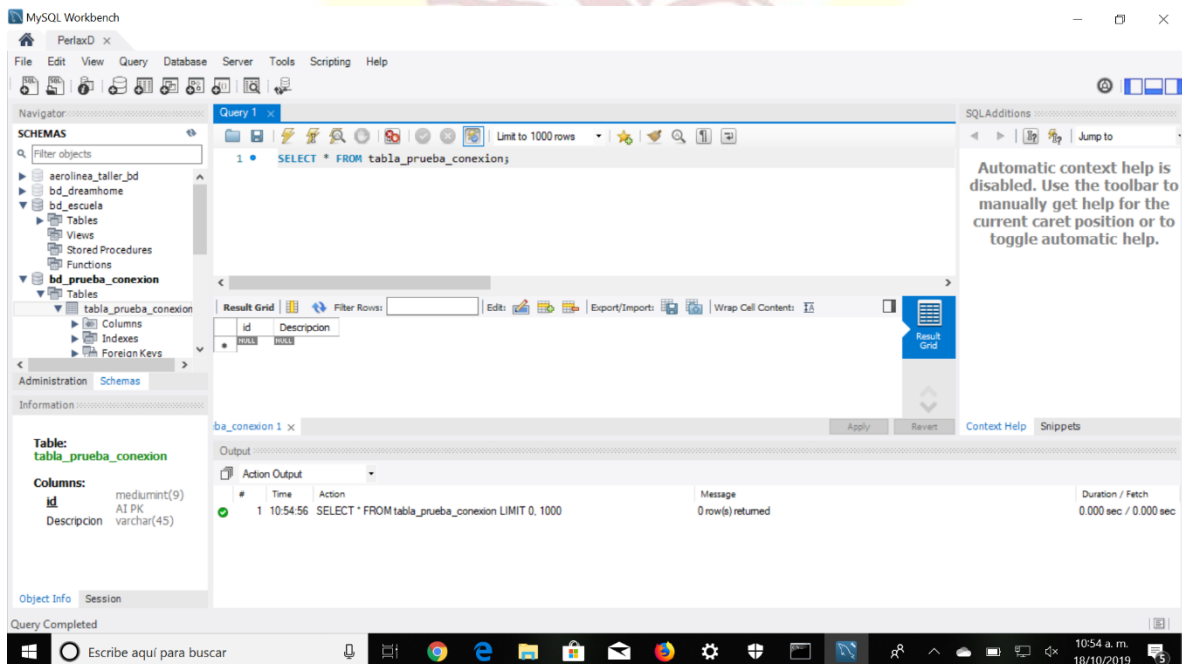 MySQL Workbench
PerlaxD ×
File Edit View Query Database Server Tools Scripting Help
Navigator
SCHEMAS
Filter objects
aerolinea_taller_bd
bd_dreamhome
bd_escuela
Tables
Views
Stored Procedures
Functions
bd_prueba_conexion
Tables
tabla_prueba_conexion
Columns
Indexes
Foreign Keys
Administration Schemas
Information
Table:
tabla_prueba_conexion
Columns:
id mediumint(9)
AI PK
Descripcion varchar(45)
Object Info Session
Query 1 ×
Limit to 1000 rows
1 SELECT * FROM tabla_prueba_conexion;
Result Grid Filter Rows: Edit: Export/Import: Wrap Cell Content:
id Descripcion
NULL NULL
Result
Grid
ba_conexion 1 × Apply Revert
Output
Action Output
# Time Action Message Duration / Fetch
1 10:54:56 SELECT * FROM tabla_prueba_conexion LIMIT 0, 1000 0 row(s) returned 0.000 sec / 0.000 sec
SQLAdditions
Jump to
Automatic context help is
disabled. Use the toolbar to
manually get help for the
current caret position or to
toggle automatic help.
Context Help Snippets
Query Completed
Escribe aquí para buscar
10:54 a. m.
18/10/2019
5